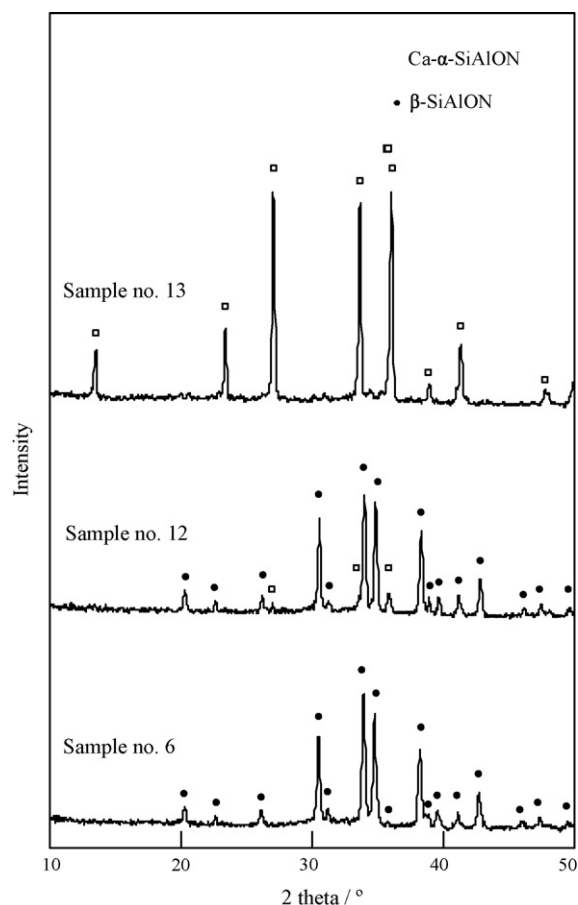 Ca-α-SiAlON
β-SiAlON
Sample no. 13
Sample no. 12
Sample no. 6
Intensity
10 20 30 40 50
2 theta / °